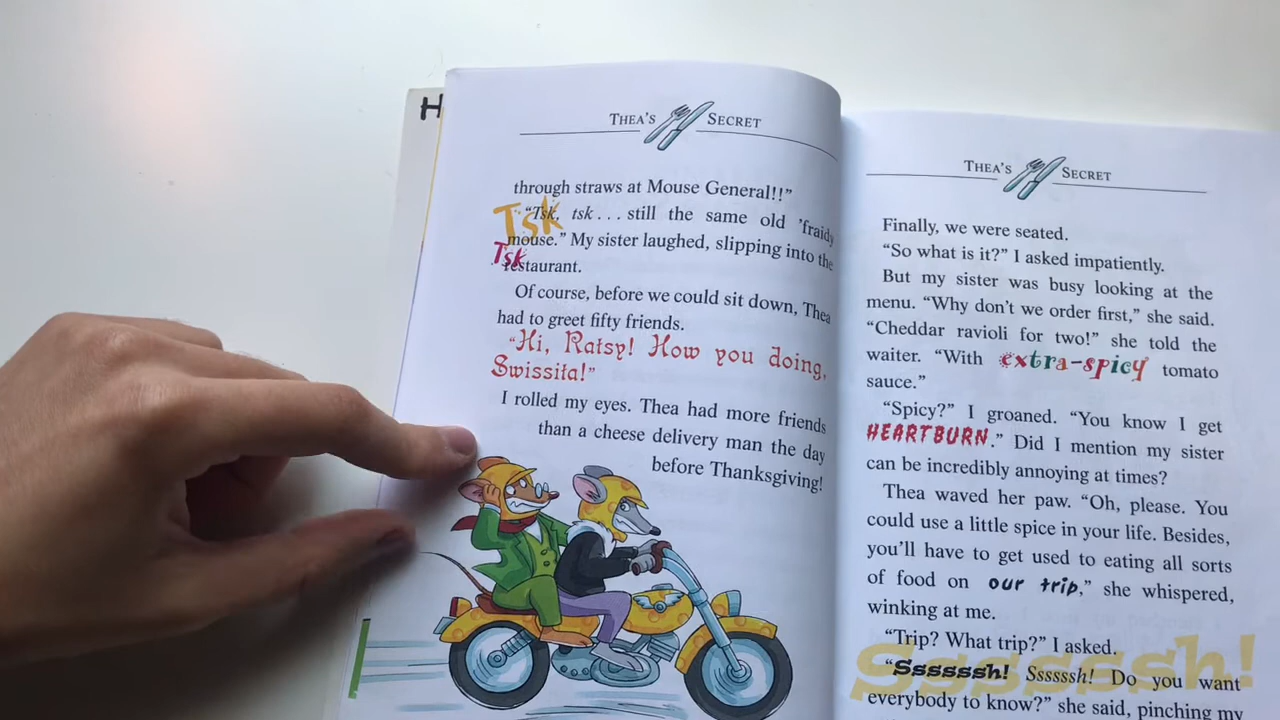 H
THEA'S SECRET
through straws at Mouse General!!"
Tsk
"Tsk, tsk . . . still the same old 'fraidy
mouse." My sister laughed, slipping into the
Tsk
restaurant.
Of course, before we could sit down, Thea
had to greet fifty friends.
"Hi, Ratsy! How you doing,
Swissita!"
I rolled my eyes. Thea had more friends
than a cheese delivery man the day
before Thanksgiving!
THEA'S SECRET
Finally, we were seated.
"So what is it?" I asked impatiently.
But my sister was busy looking at the
menu. "Why don't we order first," she said.
"Cheddar ravioli for two!" she told the
waiter. "With extra-spicy tomato
sauce."
"Spicy?" I groaned. "You know I get
HEARTBURN." Did I mention my sister
can be incredibly annoying at times?
Thea waved her paw. "Oh, please. You
could use a little spice in your life. Besides,
you'll have to get used to eating all sorts
of food on our trip," she whispered,
winking at me.
"Trip? What trip?" I asked.
Sssssssh!
"Sssssssh! Ssssssh! Do you want
everybody to know?" she said, pinching my